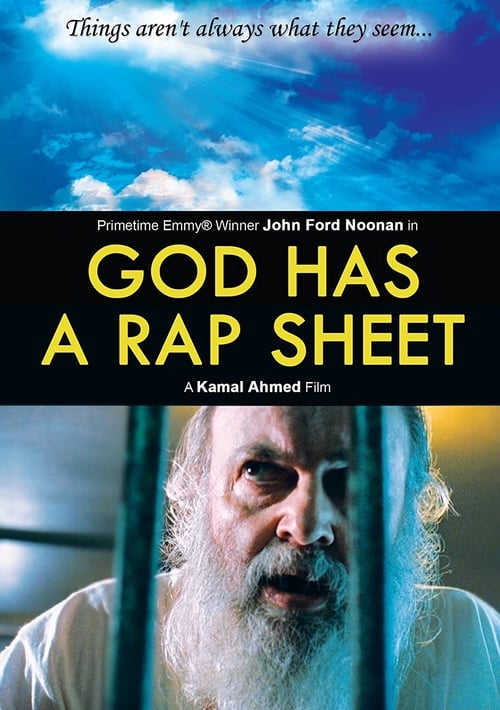 Things aren't always what they seem...
Primetime Emmy® Winner John Ford Noonan in
GOD HAS
A RAP SHEET
A Kamal Ahmed Film